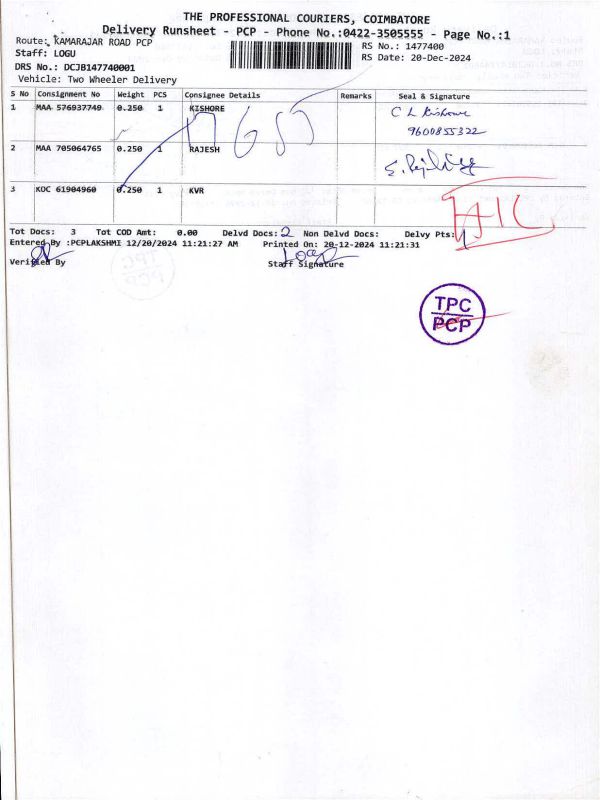 THE PROFESSIONAL COURIERS, COIMBATORE
Delivery Runsheet - PCP - Phone No.:0422-3505555 - Page No.:1
Route: KAMARAJAR ROAD PCP RS No.: 1477400
Staff: LOGU RS Date: 20-Dec-2024
DRS No.: DCJB147740001
Vehicle: Two Wheeler Delivery
S No Consignment No Weight PCS Consignee Details Remarks Seal & Signature
1 MAA 576937749 0.250 1 KISHORE C L Kishore
9600855322
2 MAA 705064765 0.250 1 RAJESH
3 KOC 61904960 0.250 1 KVR
Tot Docs: 3 Tot COD Amt: 0.00 Delvd Docs: 2 Non Delvd Docs: Delvy Pts:
Entered By :PCPLAKSHMI 12/20/2024 11:21:27 AM Printed On: 20-12-2024 11:21:31
Verified By Staff Signature
TPC
PCP